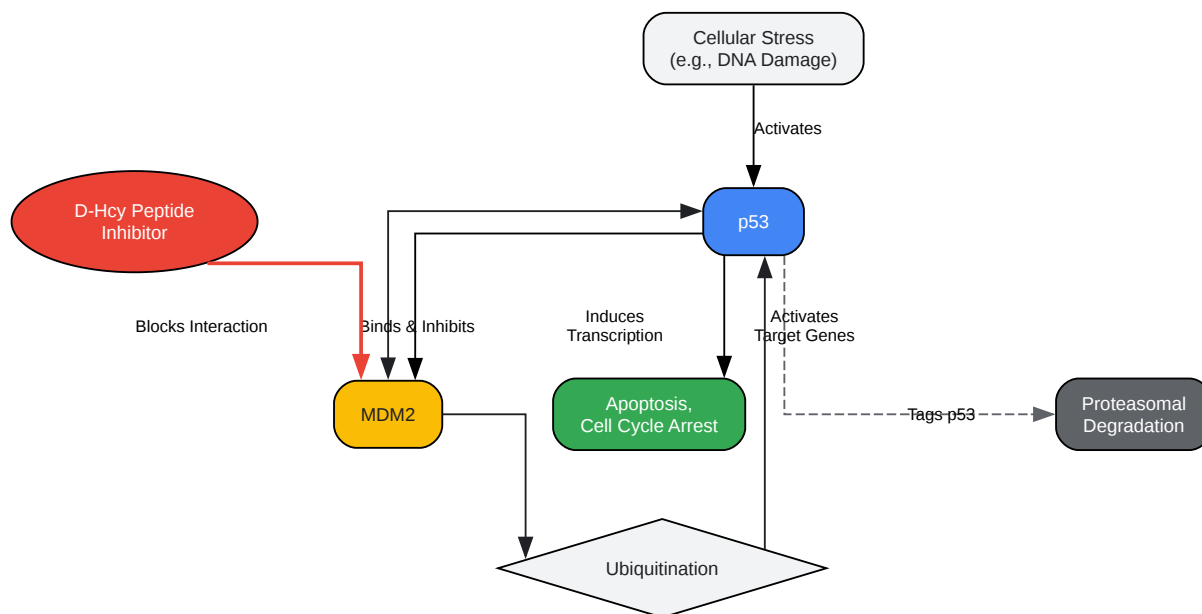 Cellular Stress
(e.g., DNA Damage)
Activates
D-Hcy Peptide
Inhibitor
p53
Blocks Interaction
Binds & Inhibits
Induces
Transcription
Activates
Target Genes
MDM2
Apoptosis,
Cell Cycle Arrest
Tags p53
Proteasomal
Degradation
Ubiquitination